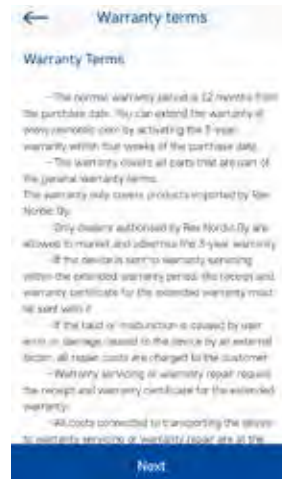 Warranty terms
Warranty Terms
- The normal warranty period is 12 months from
the purchase date. You can extend the warranty at
www.rexnordic.com by activating the 3-year
warranty within four weeks of the purchase date.
- The warranty covers all parts that are part of
the general warranty terms.
The warranty only covers products imported by Rex
Nordic Oy.
- Only dealers authorised by Rex Nordic Oy are
allowed to market and advertise the 3-year warranty
- If the device is sent to warranty servicing
within the extended warranty period, the receipt and
warranty certificate for the extended warranty must
be sent with it
- If the fault or malfunction is caused by user
error or damage caused to the device by an external
factor, all repair costs are charged to the customer
- Warranty servicing or warranty repair require
the receipt and warranty certificate for the extended
warranty.
- All costs connected to transporting the device
to warranty servicing or warranty repair are at the
Next